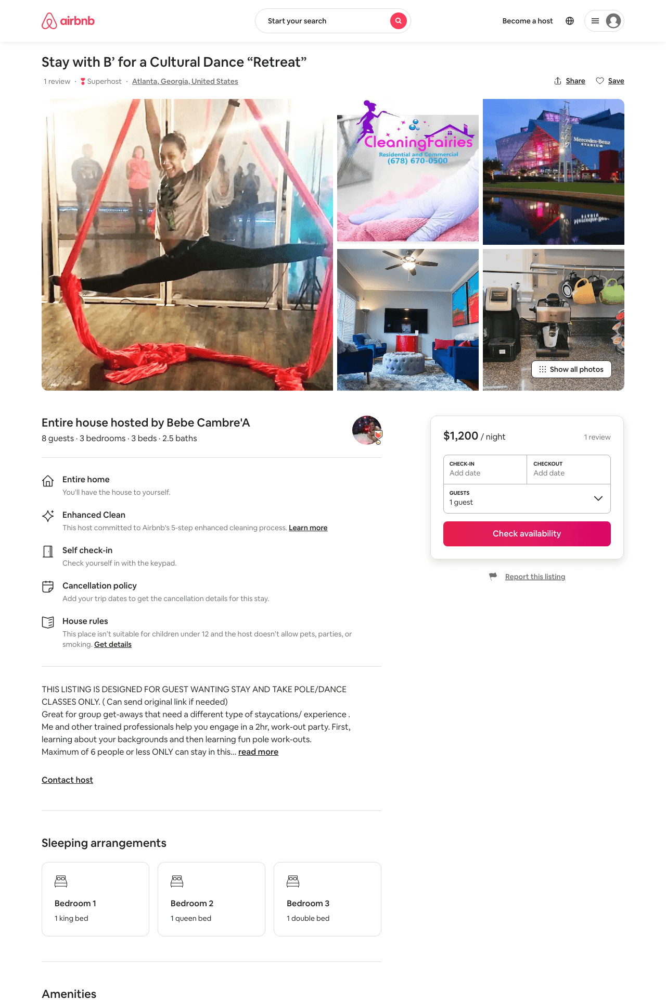 airbnb
Start your search
Become a host
Stay with B’ for a Cultural Dance “Retreat”
1 review · Superhost · Atlanta, Georgia, United States
Share
Save
CleaningFairies
Residential and Commercial
(678) 670-0500
Mercedes-Benz
STADIUM
Show all photos
Entire house hosted by Bebe Cambre'A
8 guests · 3 bedrooms · 3 beds · 2.5 baths
Entire home
You’ll have the house to yourself.
Enhanced Clean
This host committed to Airbnb's 5-step enhanced cleaning process. Learn more
Self check-in
Check yourself in with the keypad.
Cancellation policy
Add your trip dates to get the cancellation details for this stay.
House rules
This place isn’t suitable for children under 12 and the host doesn’t allow pets, parties, or
smoking. Get details
$1,200 / night
1 review
CHECK-IN
Add date
CHECKOUT
Add date
GUESTS
1 guest
Check availability
Report this listing
THIS LISTING IS DESIGNED FOR GUEST WANTING STAY AND TAKE POLE/DANCE
CLASSES ONLY. ( Can send original link if needed)
Great for group get-aways that need a different type of staycations/ experience .
Me and other trained professionals help you engage in a 2hr, work-out party. First,
learning about your backgrounds and then learning fun pole work-outs.
Maximum of 6 people or less ONLY can stay in this... read more
Contact host
Sleeping arrangements
Bedroom 1
1 king bed
Bedroom 2
1 queen bed
Bedroom 3
1 double bed
Amenities